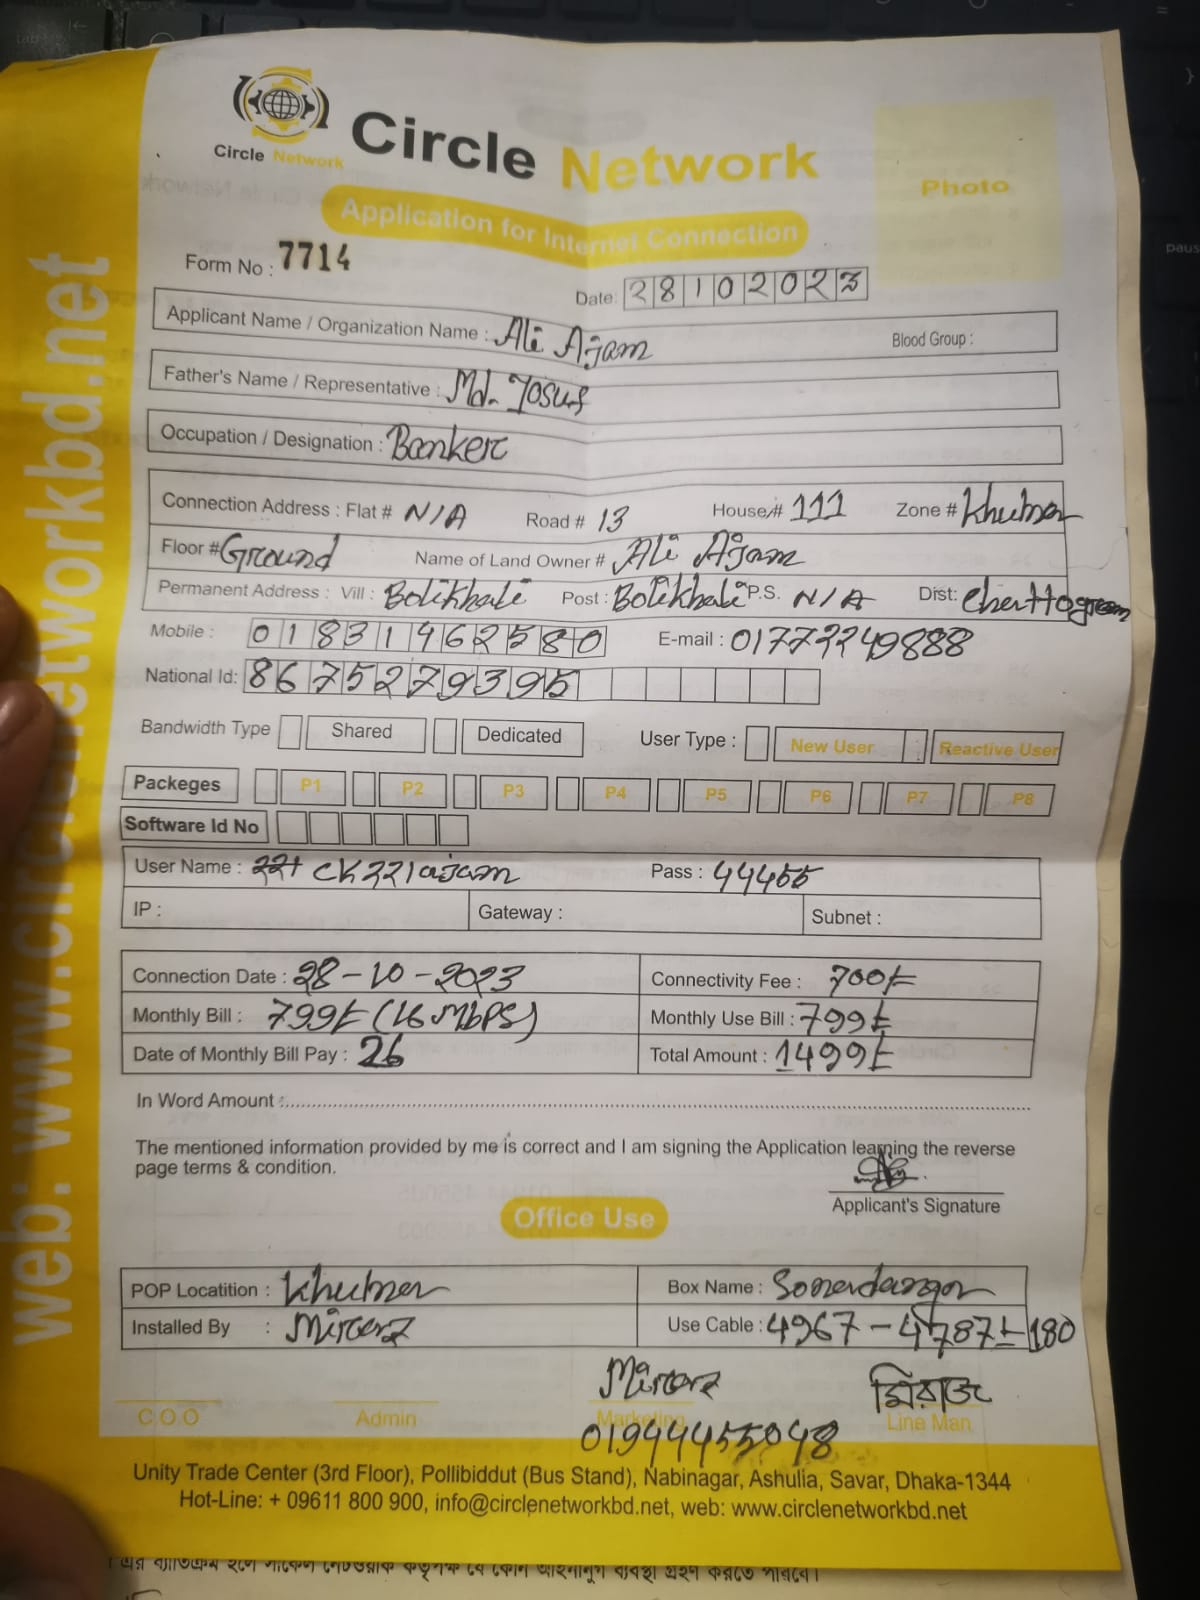 Circle Network
Circle Network
Photo
Application for Internet Connection
Form No : 7714
Date: 28102023
Applicant Name / Organization Name : Ali Ajam Blood Group :
Father's Name / Representative : Md. Yosuf
Occupation / Designation : Banker
Connection Address : Flat # N/A Road # 13 House# 111 Zone # Khulna
Floor # Ground Name of Land Owner # Ali Ajam
Permanent Address : Vill : Bolikhali Post : Bolikhali P.S. N/A Dist: Chattogram
Mobile : 01831962580 E-mail : 01772249888
National Id: 8675279395
Bandwidth Type Shared Dedicated User Type : New User Reactive User
Packeges P1 P2 P3 P4 P5 P6 P7 P8
Software Id No
User Name : 221 CK221ajam Pass : 44455
IP : Gateway : Subnet :
Connection Date : 28-10-2023 Connectivity Fee : 700/-
Monthly Bill : 799/- (16 Mbps) Monthly Use Bill : 799/-
Date of Monthly Bill Pay : 26 Total Amount : 1499/-
In Word Amount :
The mentioned information provided by me is correct and I am signing the Application learning the reverse
page terms & condition.
Applicant's Signature
Office Use
POP Locatition : Khulna Box Name : Sonadanga
Installed By : Miraz Use Cable : 4967-4787=180
Miraz মিরাজ
C.O.O Admin Marketing Line Man
01944455048
Unity Trade Center (3rd Floor), Pollibiddut (Bus Stand), Nabinagar, Ashulia, Savar, Dhaka-1344
Hot-Line: + 09611 800 900, info@circlenetworkbd.net, web: www.circlenetworkbd.net
web: www.circlenetworkbd.net